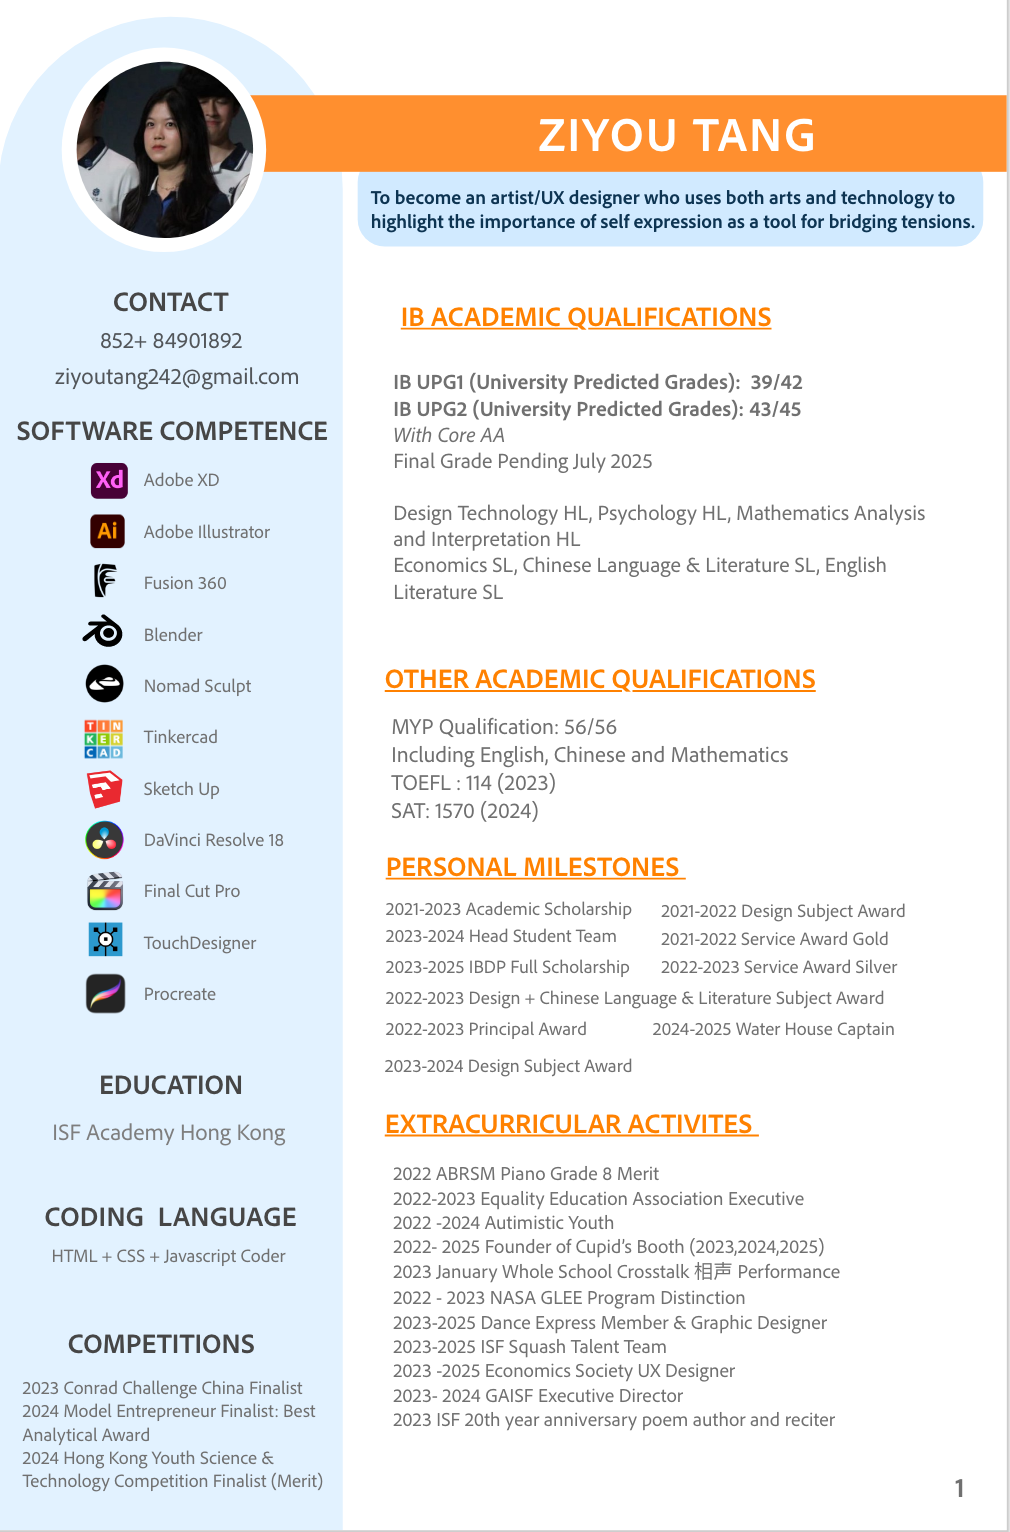 ZIYOU TANG
To become an artist/UX designer who uses both arts and technology to
highlight the importance of self expression as a tool for bridging tensions.
CONTACT
852+ 84901892
ziyoutang242@gmail.com
SOFTWARE COMPETENCE
Xd Adobe XD
Ai Adobe Illustrator
Fusion 360
Blender
Nomad Sculpt
TIN
KER
CAD
Tinkercad
Sketch Up
DaVinci Resolve 18
Final Cut Pro
TouchDesigner
Procreate
EDUCATION
ISF Academy Hong Kong
CODING LANGUAGE
HTML + CSS + Javascript Coder
COMPETITIONS
2023 Conrad Challenge China Finalist
2024 Model Entrepreneur Finalist: Best
Analytical Award
2024 Hong Kong Youth Science &
Technology Competition Finalist (Merit)
IB ACADEMIC QUALIFICATIONS
IB UPG1 (University Predicted Grades): 39/42
IB UPG2 (University Predicted Grades): 43/45
With Core AA
Final Grade Pending July 2025
Design Technology HL, Psychology HL, Mathematics Analysis
and Interpretation HL
Economics SL, Chinese Language & Literature SL, English
Literature SL
OTHER ACADEMIC QUALIFICATIONS
MYP Qualification: 56/56
Including English, Chinese and Mathematics
TOEFL : 114 (2023)
SAT: 1570 (2024)
PERSONAL MILESTONES
2021-2023 Academic Scholarship 2021-2022 Design Subject Award
2023-2024 Head Student Team 2021-2022 Service Award Gold
2023-2025 IBDP Full Scholarship 2022-2023 Service Award Silver
2022-2023 Design + Chinese Language & Literature Subject Award
2022-2023 Principal Award 2024-2025 Water House Captain
2023-2024 Design Subject Award
EXTRACURRICULAR ACTIVITES
2022 ABRSM Piano Grade 8 Merit
2022-2023 Equality Education Association Executive
2022 -2024 Autimistic Youth
2022- 2025 Founder of Cupid's Booth (2023,2024,2025)
2023 January Whole School Crosstalk 相声 Performance
2022 - 2023 NASA GLEE Program Distinction
2023-2025 Dance Express Member & Graphic Designer
2023-2025 ISF Squash Talent Team
2023 -2025 Economics Society UX Designer
2023- 2024 GAISF Executive Director
2023 ISF 20th year anniversary poem author and reciter
1